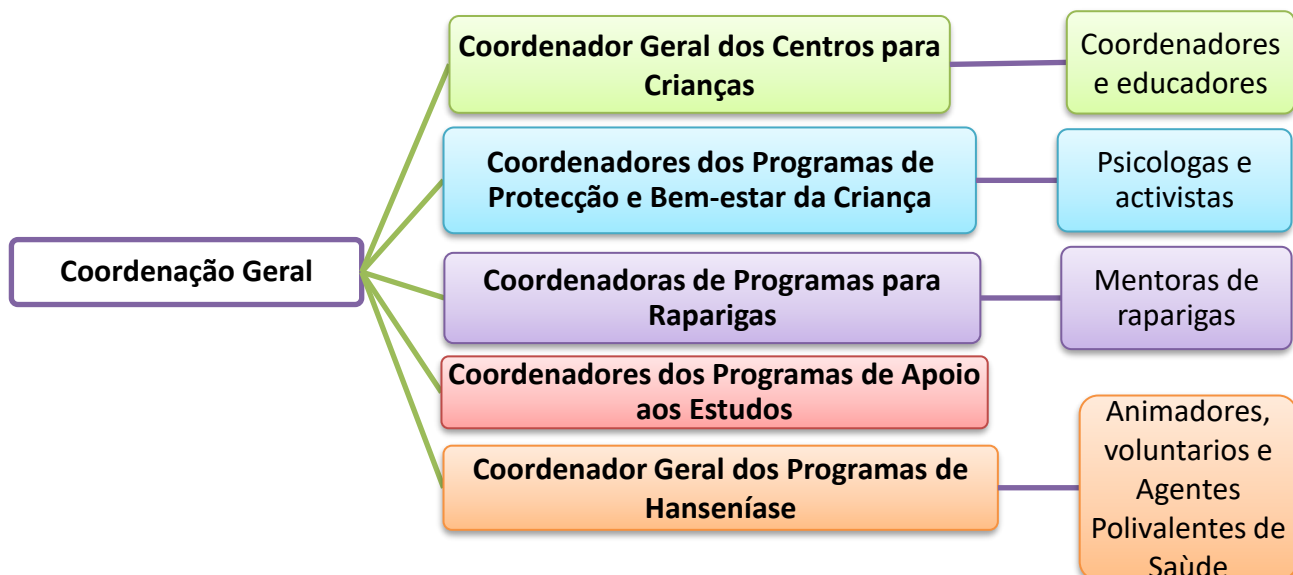 Coordenação Geral
Coordenador Geral dos Centros para
Crianças
Coordenadores
e educadores
Coordenadores dos Programas de
Protecção e Bem-estar da Criança
Psicologas e
activistas
Coordenadoras de Programas para
Raparigas
Mentoras de
raparigas
Coordenadores dos Programas de Apoio
aos Estudos
Coordenador Geral dos Programas de
Hanseníase
Animadores,
voluntarios e
Agentes
Polivalentes de
Saùde